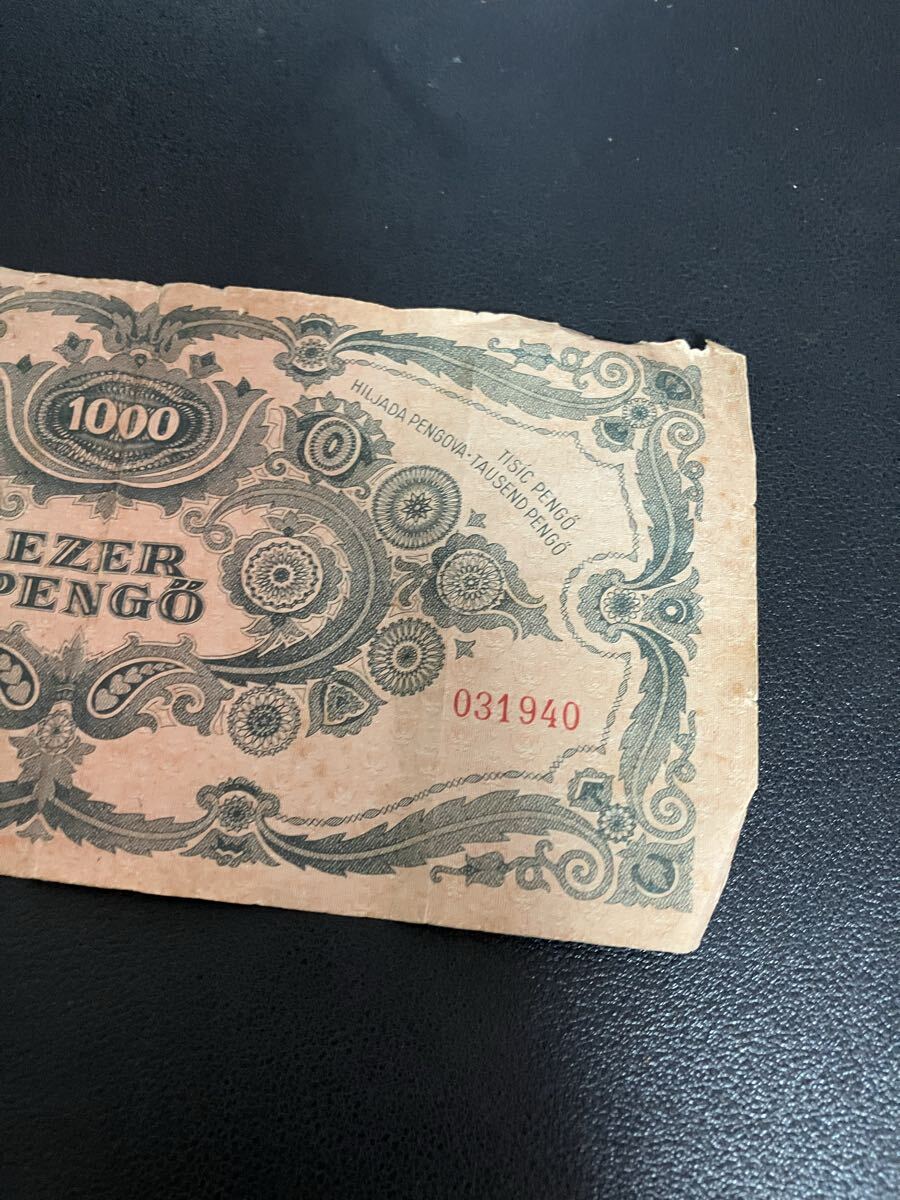 1000
EZER
PENGŐ
TISÍC PENGŐ
HILJADA PENGOVA·TAUSEND PENGŐ
031940